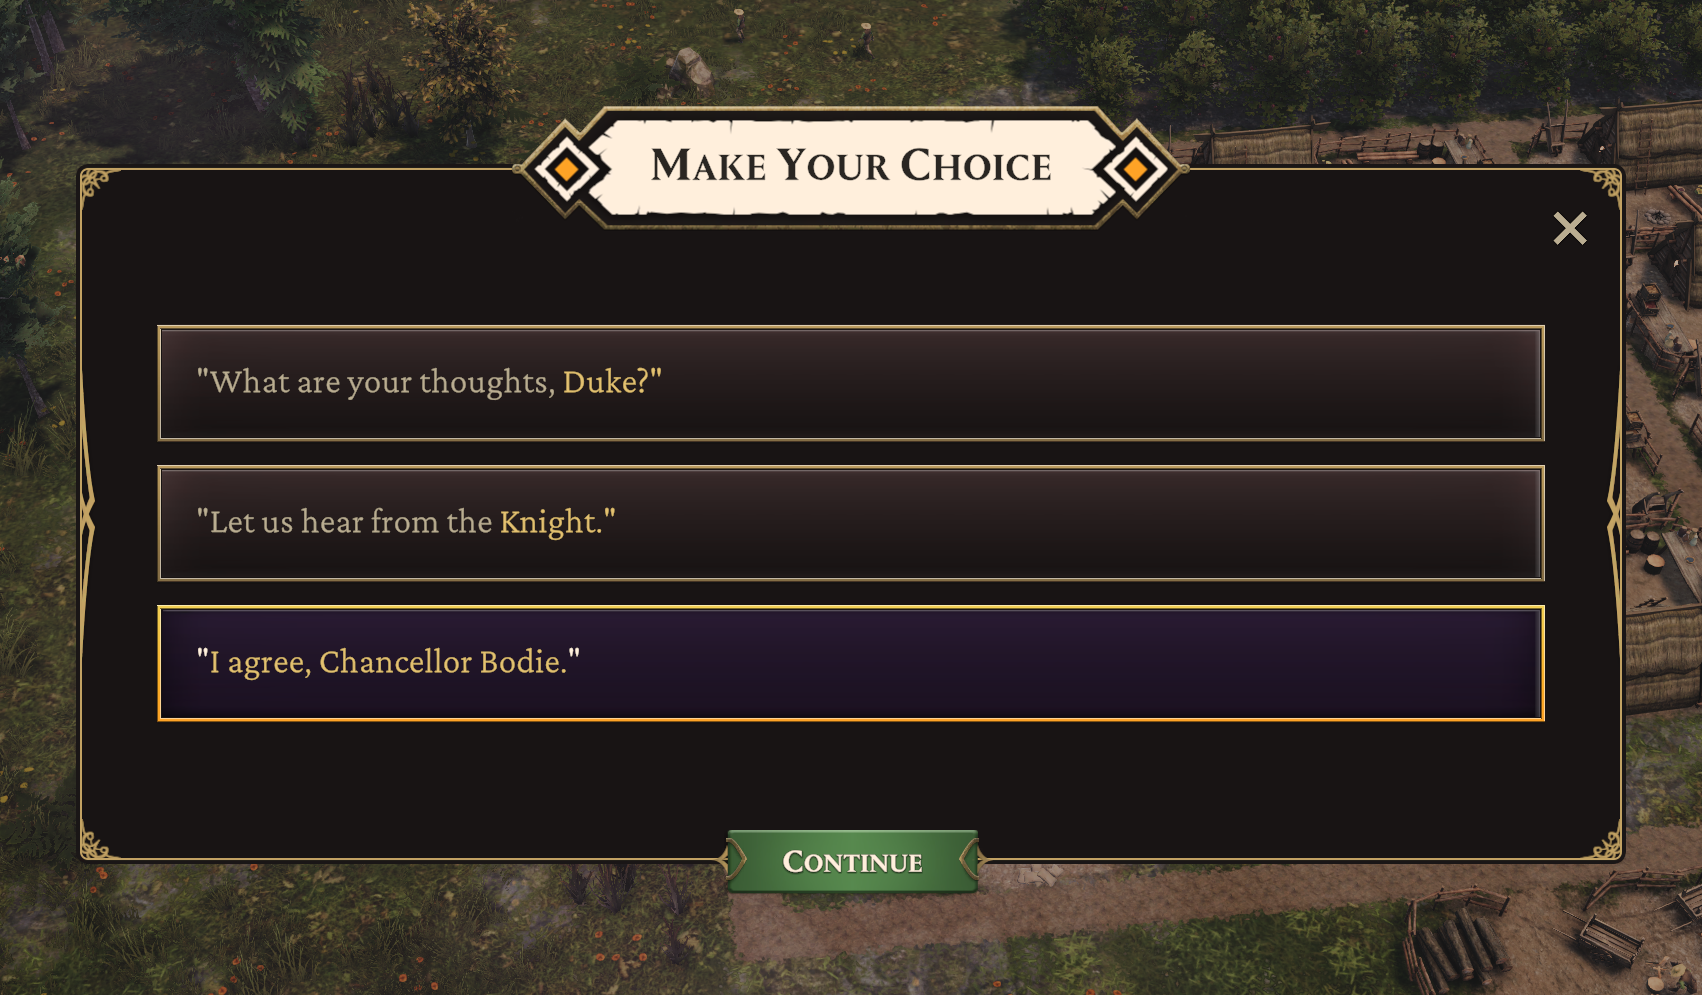 Make Your Choice
"What are your thoughts, Duke?"
"Let us hear from the Knight."
"I agree, Chancellor Bodie."
Continue